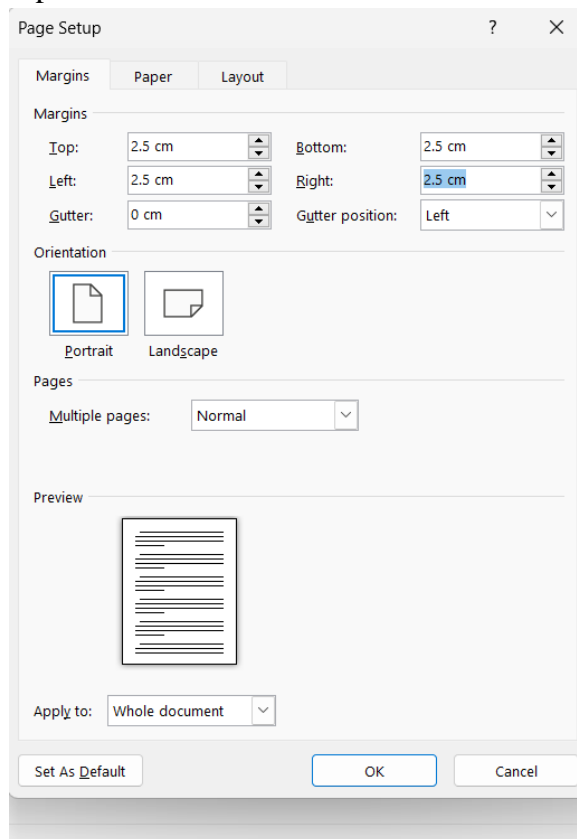 Page Setup ? ×
Margins Paper Layout
Margins
Top: 2.5 cm Bottom: 2.5 cm
Left: 2.5 cm Right: 2.5 cm
Gutter: 0 cm Gutter position: Left
Orientation
Portrait Landscape
Pages
Multiple pages: Normal
Preview
Apply to: Whole document
Set As Default OK Cancel